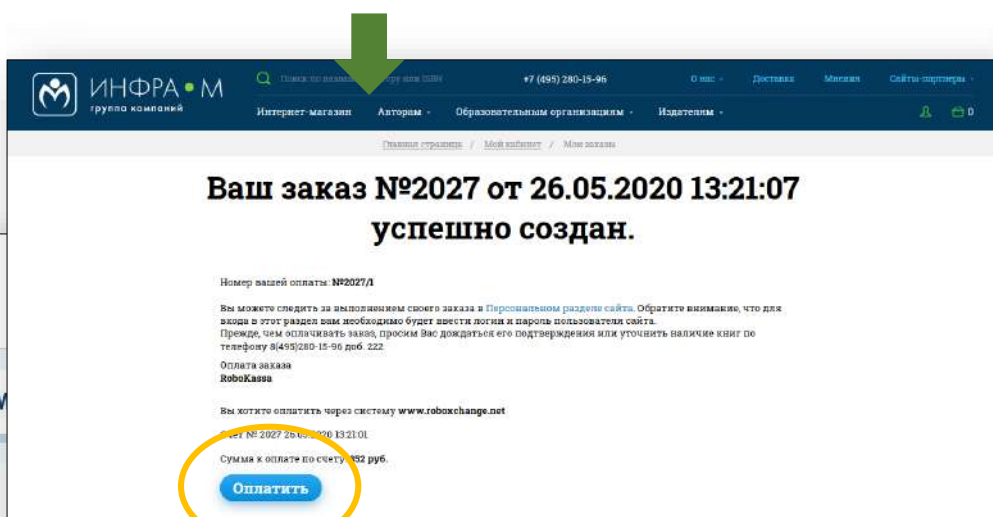 ИНФРА•М
группа компаний
Поиск по ISBN
+7 (495) 280-15-96
О нас
Доставка
Мнения
Сайты-партнеры
Интернет-магазин
Авторам
Образовательным организациям
Издателям
0
Главная страница / Мой кабинет / Мои заказы
Ваш заказ №2027 от 26.05.2020 13:21:07
успешно создан.
Номер вашей оплаты: №2027/1
Вы можете следить за выполнением своего заказа в Персональном разделе сайта. Обратите внимание, что для
входа в этот раздел вам необходимо будет ввести логин и пароль пользователя сайта.
Прежде, чем оплачивать заказ, просим Вас дождаться его подтверждения или уточнить наличие книг по
телефону 8(495)280-15-96 доб. 222
Оплата заказа
RoboKassa
Вы хотите оплатить через систему www.roboxchange.net
Счет № 2027 26.05.2020 13:21:01
Сумма к оплате по счету: 352 руб.
Оплатить